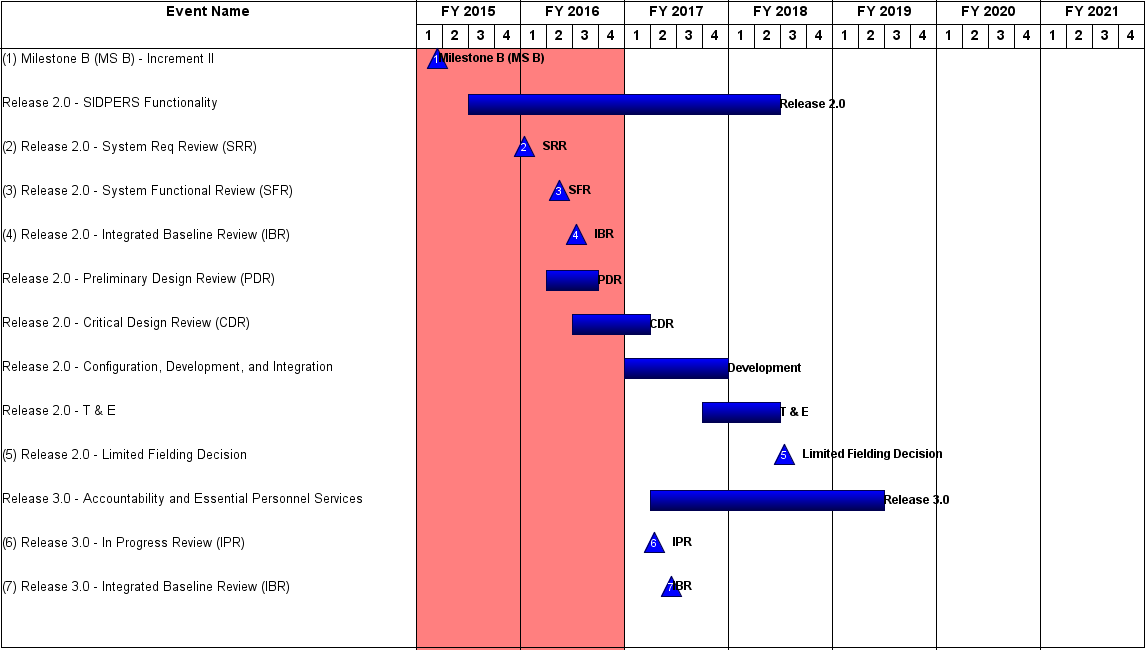 Event Name FY 2015 FY 2016 FY 2017 FY 2018 FY 2019 FY 2020 FY 2021
1 2 3 4 1 2 3 4 1 2 3 4 1 2 3 4 1 2 3 4 1 2 3 4 1 2 3 4
(1) Milestone B (MS B) - Increment II 1 Milestone B (MS B)
Release 2.0 - SIDPERS Functionality Release 2.0
(2) Release 2.0 - System Req Review (SRR) 2 SRR
(3) Release 2.0 - System Functional Review (SFR) 3 SFR
(4) Release 2.0 - Integrated Baseline Review (IBR) 4 IBR
Release 2.0 - Preliminary Design Review (PDR) PDR
Release 2.0 - Critical Design Review (CDR) CDR
Release 2.0 - Configuration, Development, and Integration Development
Release 2.0 - T & E T & E
(5) Release 2.0 - Limited Fielding Decision 5 Limited Fielding Decision
Release 3.0 - Accountability and Essential Personnel Services Release 3.0
(6) Release 3.0 - In Progress Review (IPR) 6 IPR
(7) Release 3.0 - Integrated Baseline Review (IBR) 7 IBR